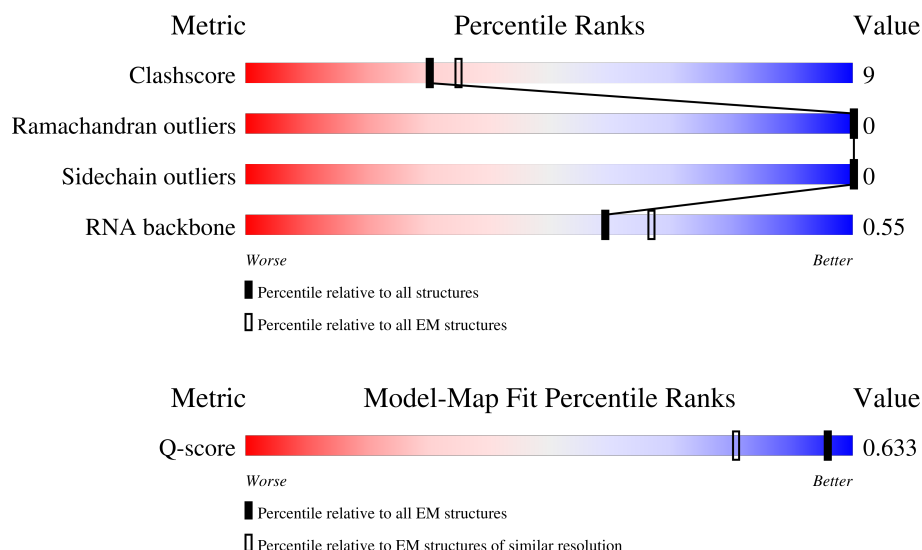 Metric Percentile Ranks Value
Clashscore 9
Ramachandran outliers 0
Sidechain outliers 0
RNA backbone 0.55
Worse Better
Percentile relative to all structures
Percentile relative to all EM structures
Metric Model-Map Fit Percentile Ranks Value
Q-score 0.633
Worse Better
Percentile relative to all EM structures
Percentile relative to EM structures of similar resolution